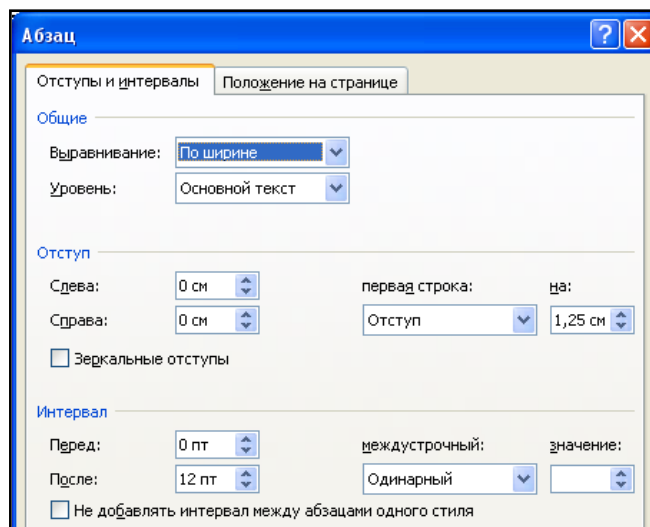 Абзац
Отступы и интервалы Положение на странице
Общие
Выравнивание: По ширине
Уровень: Основной текст
Отступ
Слева: 0 см первая строка: на:
Справа: 0 см Отступ 1,25 см
Зеркальные отступы
Интервал
Перед: 0 пт междустрочный: значение:
После: 12 пт Одинарный
Не добавлять интервал между абзацами одного стиля